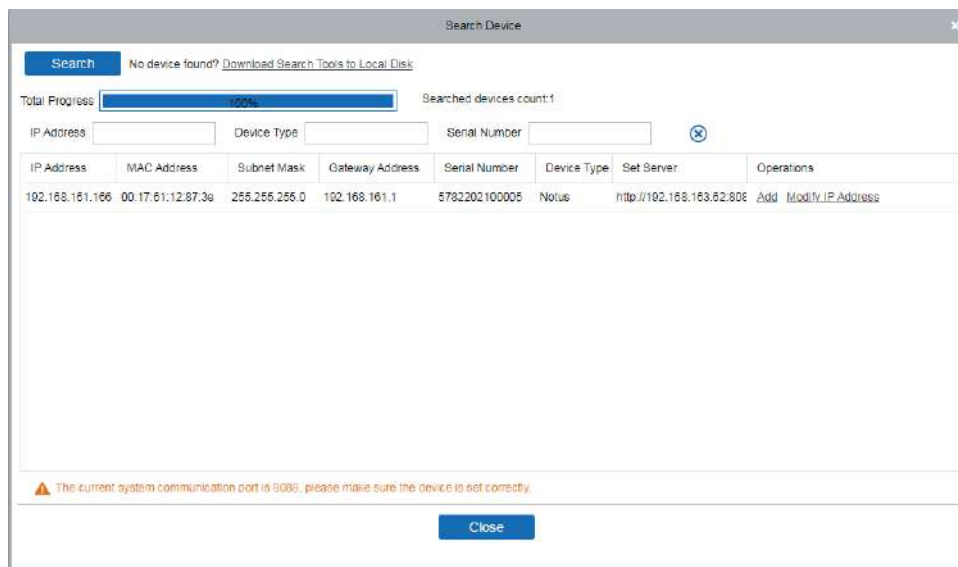 Search Device
Search No device found? Download Search Tools to Local Disk
Total Progress 100% Searched devices count:1
IP Address Device Type Serial Number
IP Address MAC Address Subnet Mask Gateway Address Serial Number Device Type Set Server Operations
192.168.161.166 00:17:61:12:87:3e 255.255.255.0 192.168.161.1 5782202100005 Notus http://192.168.163.62:808 Add Modify IP Address
The current system communication port is 8088, please make sure the device is set correctly.
Close